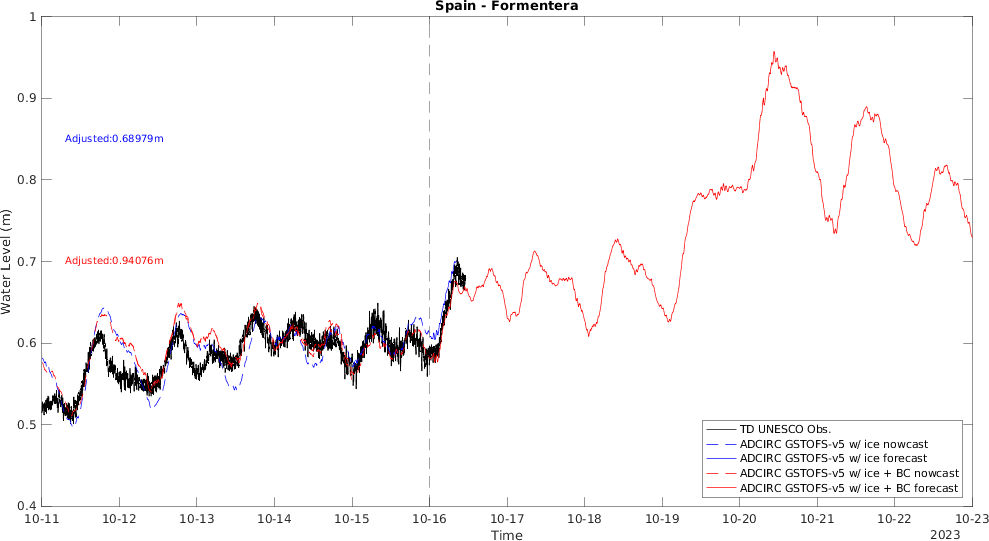 Spain - Formentera
1
0.9
0.8
0.7
0.6
0.5
0.4
Water Level (m)
Adjusted:0.68979m
Adjusted:0.94076m
TD UNESCO Obs.
ADCIRC GSTOFS-v5 w/ ice nowcast
ADCIRC GSTOFS-v5 w/ ice forecast
ADCIRC GSTOFS-v5 w/ ice + BC nowcast
ADCIRC GSTOFS-v5 w/ ice + BC forecast
10-11 10-12 10-13 10-14 10-15 10-16 10-17 10-18 10-19 10-20 10-21 10-22 10-23
Time
2023